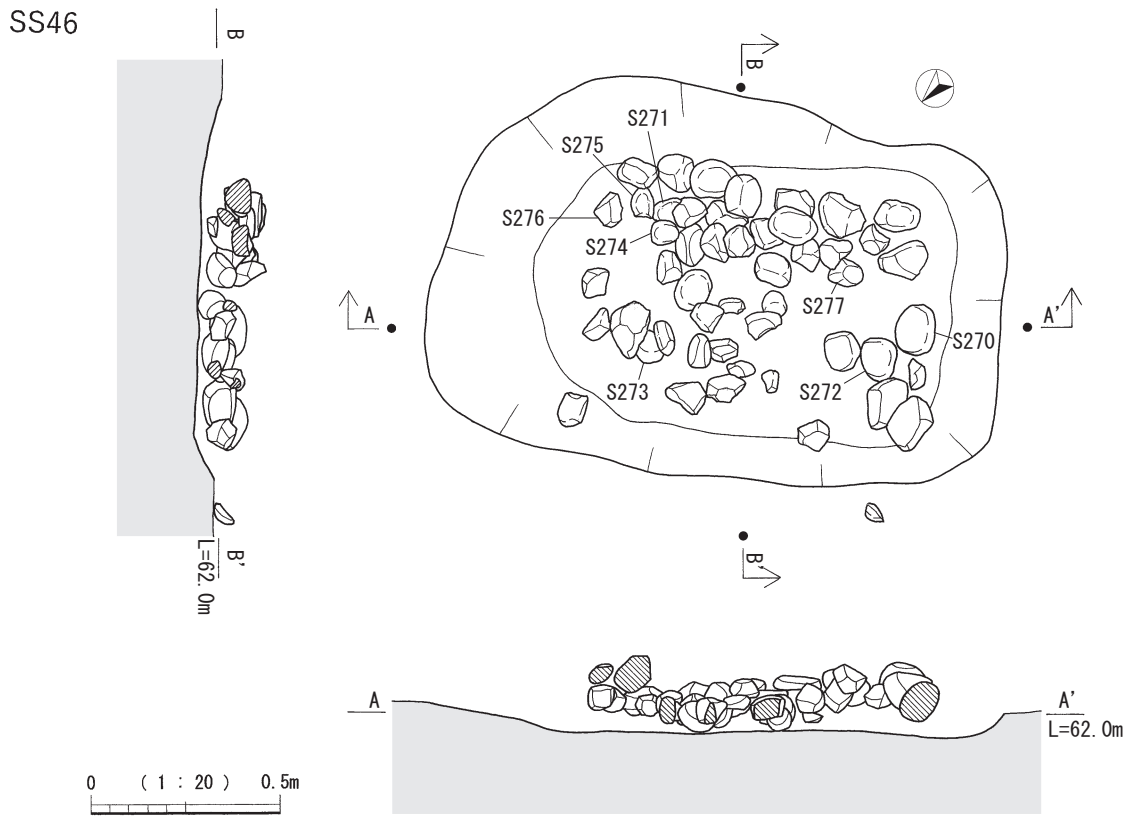 SS46
B
B
S271
S275
S276
S274
A
A'
S277
S270
S273
S272
B'
L=62.0m
B'
A
A'
L=62.0m
0 ( 1 : 20 ) 0.5m